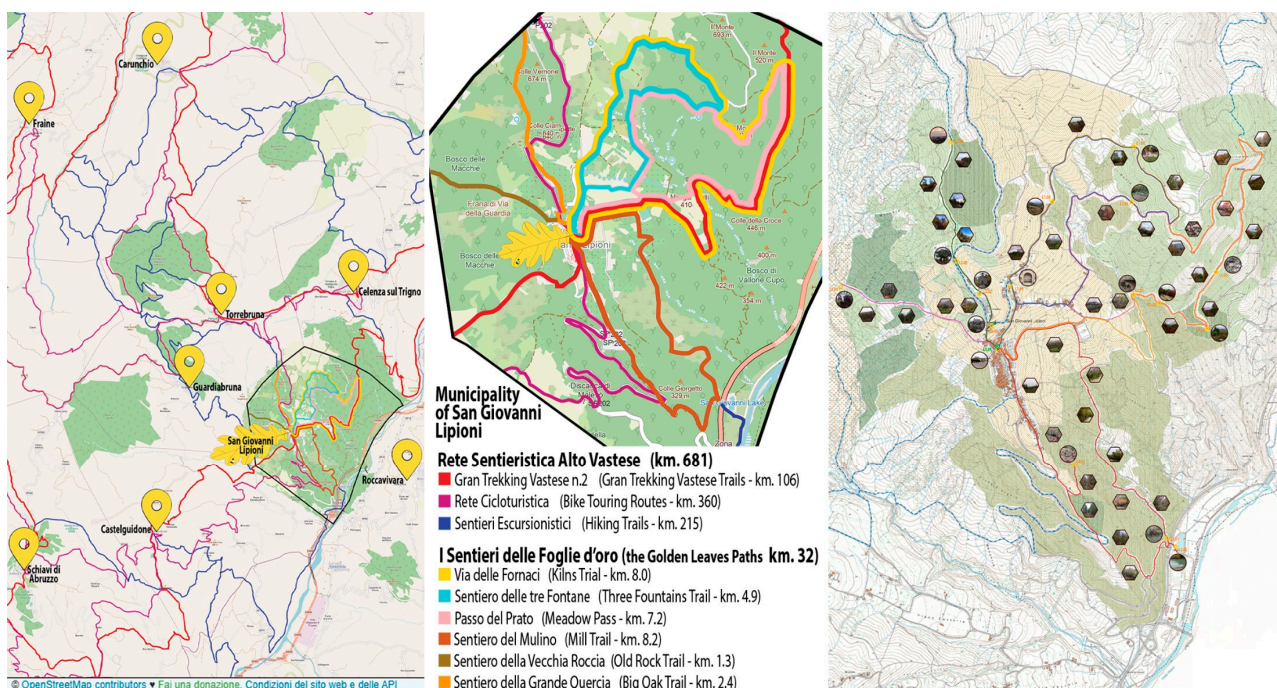 Carunchio
Fraine
Celenza sul Trigno
Torrebruna
Guardiabruna
San Giovanni
Lipioni
Roccavivara
Castelguidone
Schiavi di
Abruzzo
© OpenStreetMap contributors ♥ Fai una donazione. Condizioni del sito web e delle API
Il Monte
693 m
Il Monte
520 m
Colle Vernone
674 m
640 m
Bosco delle
Macchie
Frana di Via
della Guardia
410
Colle della Croce
446 m
400 m
Bosco delle
Macchie
Bosco di
Vallone Cupo
422 m
354 m
Colle Giorgetto
329 m
Zona
Municipality
of San Giovanni
Lipioni
Rete Sentieristica Alto Vastese (km. 681)
Gran Trekking Vastese n.2 (Gran Trekking Vastese Trails - km. 106)
Rete Cicloturistica (Bike Touring Routes - km. 360)
Sentieri Escursionistici (Hiking Trails - km. 215)
I Sentieri delle Foglie d'oro (the Golden Leaves Paths km. 32)
Via delle Fornaci (Kilns Trial - km. 8.0)
Sentiero delle tre Fontane (Three Fountains Trail - km. 4.9)
Passo del Prato (Meadow Pass - km. 7.2)
Sentiero del Mulino (Mill Trail - km. 8.2)
Sentiero della Vecchia Roccia (Old Rock Trail - km. 1.3)
Sentiero della Grande Quercia (Big Oak Trail - km. 2.4)